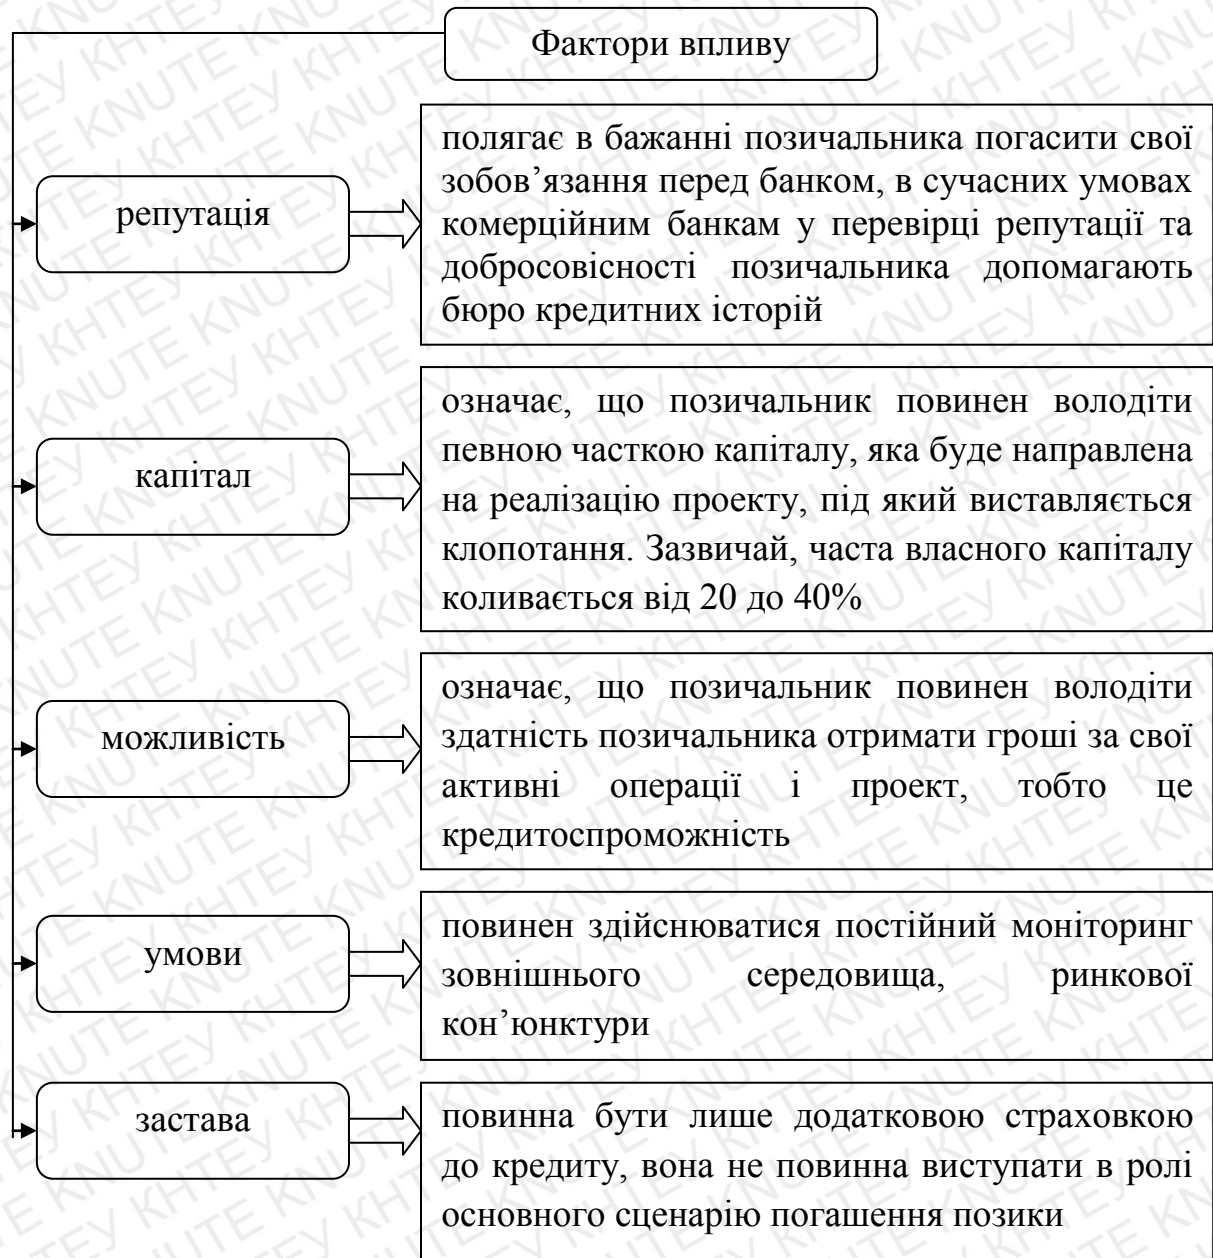 Фактори впливу
репутація
полягає в бажанні позичальника погасити свої
зобов’язання перед банком, в сучасних умовах
комерційним банкам у перевірці репутації та
добросовісності позичальника допомагають
бюро кредитних історій
капітал
означає, що позичальник повинен володіти
певною часткою капіталу, яка буде направлена
на реалізацію проекту, під який виставляється
клопотання. Зазвичай, часта власного капіталу
коливається від 20 до 40%
можливість
означає, що позичальник повинен володіти
здатність позичальника отримати гроші за свої
активні операції і проект, тобто це
кредитоспроможність
умови
повинен здійснюватися постійний моніторинг
зовнішнього середовища, ринкової
кон’юнктури
застава
повинна бути лише додатковою страховкою
до кредиту, вона не повинна виступати в ролі
основного сценарію погашення позики